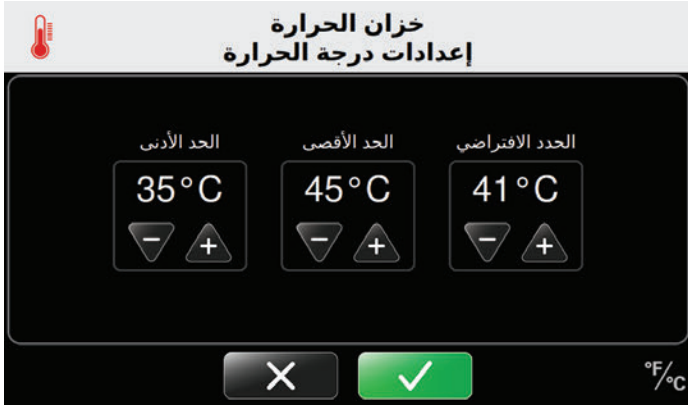 خزان الحرارة
إعدادات درجة الحرارة
الحدد الافتراضي
الحد الأقصى
الحد الأدنى
41°C
45°C
35°C
− +
− +
− +
°F/°C